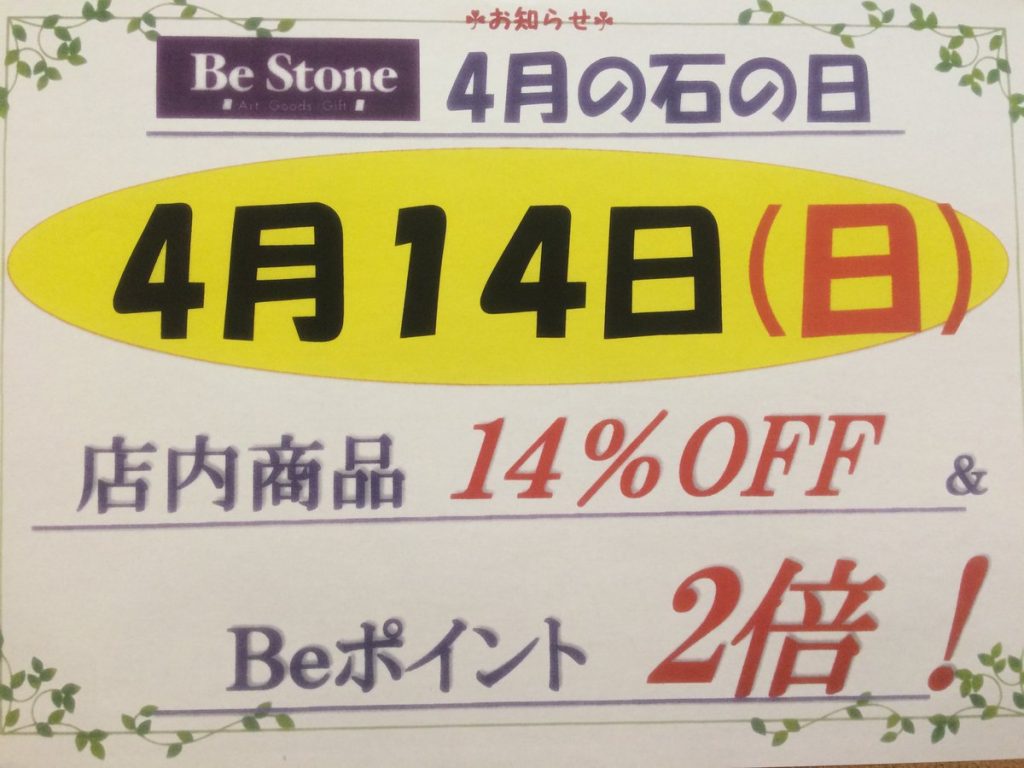 お知らせ
Be Stone
Art Goods Gift
4月の石の日
4月14日(日)
店内商品 14%OFF &
Beポイント 2倍!